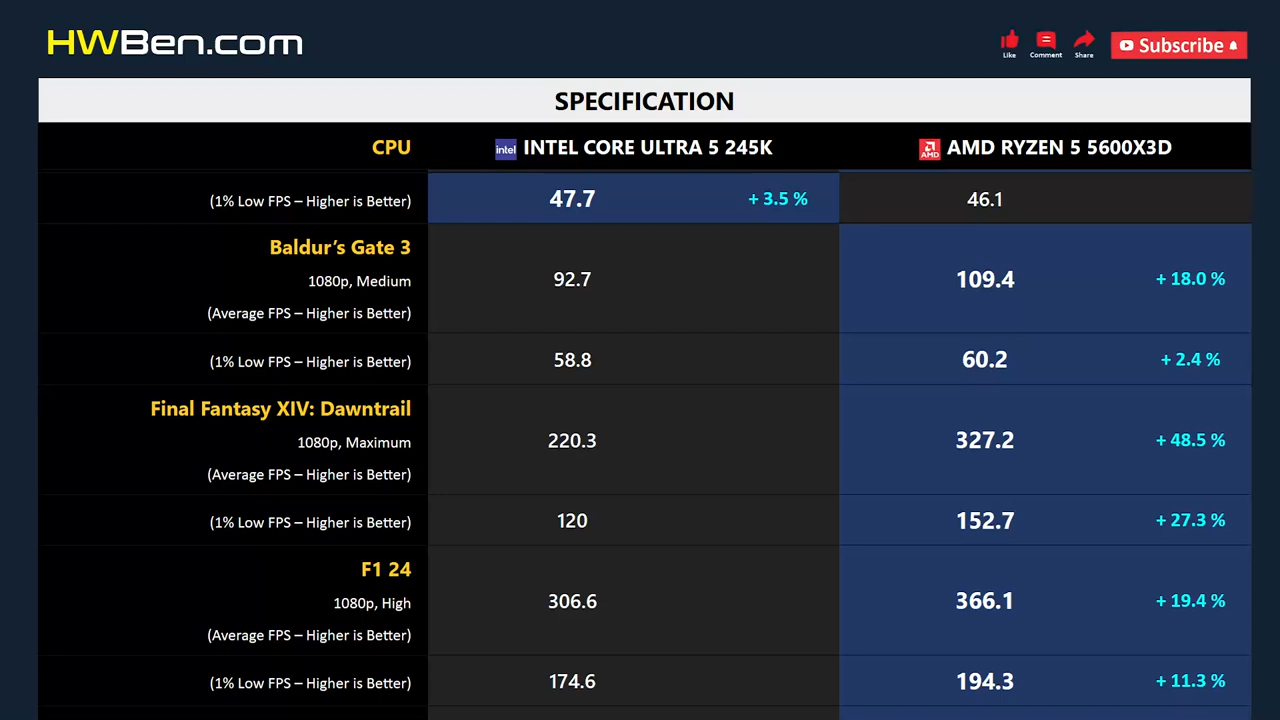 HWBen.com
Like
Comment
Share
Subscribe
SPECIFICATION
CPU
intel INTEL CORE ULTRA 5 245K
AMD AMD RYZEN 5 5600X3D
(1% Low FPS – Higher is Better)
47.7
+ 3.5 %
46.1
Baldur's Gate 3
1080p, Medium
(Average FPS – Higher is Better)
92.7
109.4
+ 18.0 %
(1% Low FPS – Higher is Better)
58.8
60.2
+ 2.4 %
Final Fantasy XIV: Dawntrail
1080p, Maximum
(Average FPS – Higher is Better)
220.3
327.2
+ 48.5 %
(1% Low FPS – Higher is Better)
120
152.7
+ 27.3 %
F1 24
1080p, High
(Average FPS – Higher is Better)
306.6
366.1
+ 19.4 %
(1% Low FPS – Higher is Better)
174.6
194.3
+ 11.3 %